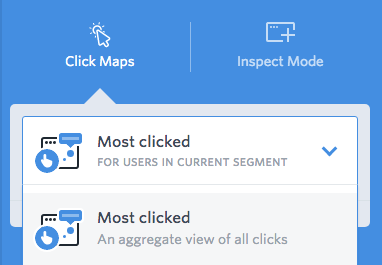 Click Maps
Inspect Mode
Most clicked
FOR USERS IN CURRENT SEGMENT
Most clicked
An aggregate view of all clicks